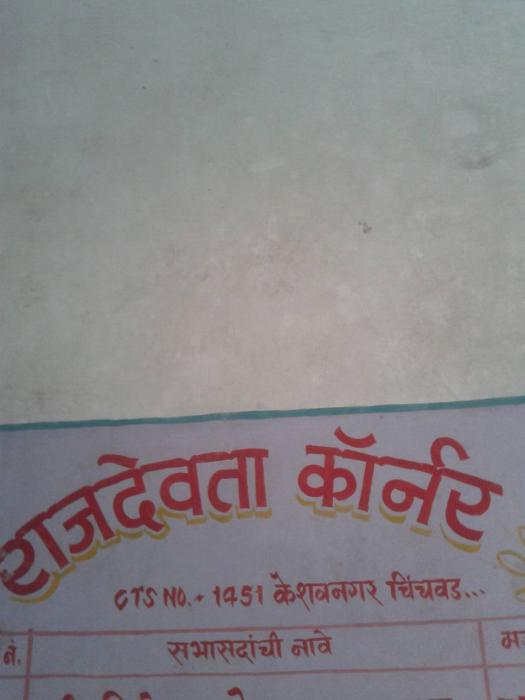 राजदेवता कॉर्नर
CTS NO. - 1451 केशवनगर चिंचवड...
नं. सभासदांची नावे